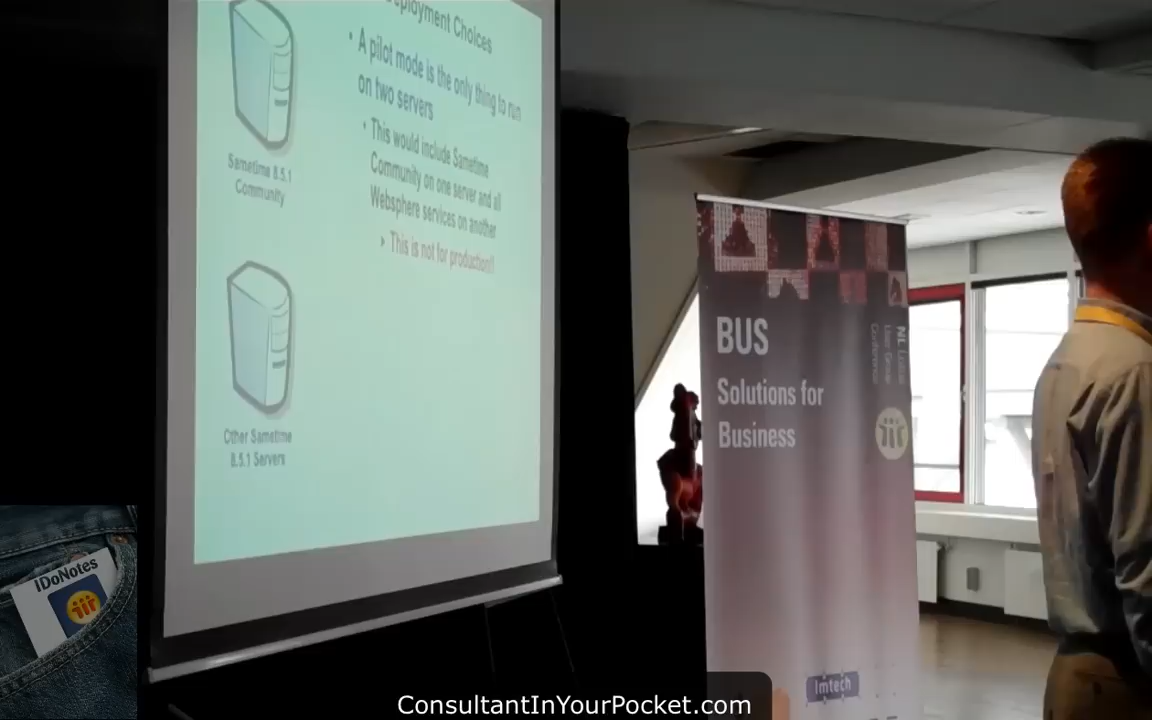 Deployment Choices
• A pilot mode is the only thing to run
on two servers
• This would include Sametime
Community on one server and all
Websphere services on another
This is not for production!!
Sametime 8.5.1
Community
Other Sametime
8.5.1 Servers
BUS
Solutions for
Business
NL Lotus
User Group
Conference
Imtech
IDoNotes
ConsultantInYourPocket.com